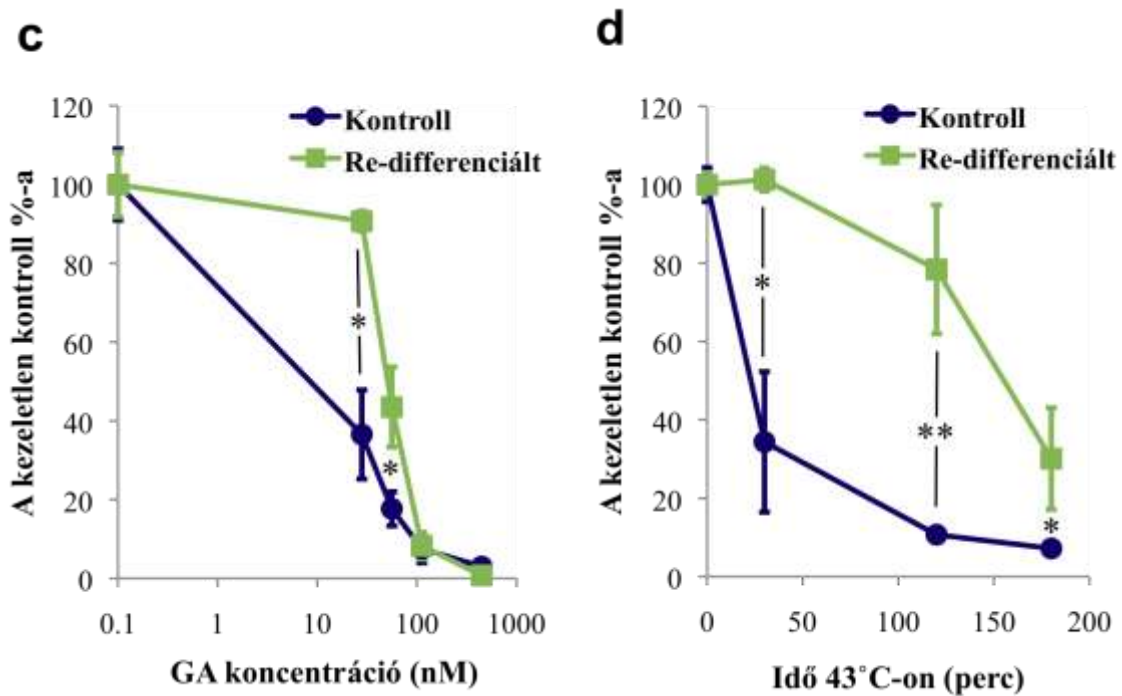 c
120
100
80
60
40
20
0
0.1 1 10 100 1000
A kezeletlen kontroll %-a
GA koncentráció (nM)
Kontroll
Re-differenciált
*
*
d
120
100
80
60
40
20
0
0 50 100 150 200
A kezeletlen kontroll %-a
Idő 43˚C-on (perc)
Kontroll
Re-differenciált
*
**
*